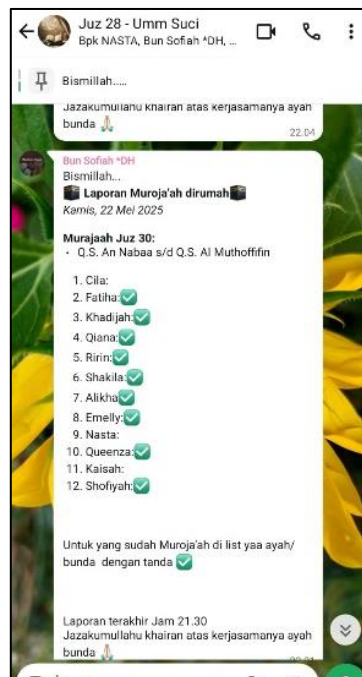 Juz 28 - Umm Suci
Bpk NASTA, Bun Sofiah ^DH, ...
Bismillah.....
Jazakumullahu khairan atas kerjasamanya ayah
bunda 🙏🏻
22.04
Bun Sofiah ^DH
Bismillah...
🕋 Laporan Muroja'ah dirumah🕋
Kamis, 22 Mei 2025
Murajaah Juz 30:
• Q.S. An Nabaa s/d Q.S. Al Muthoffifin
1. Cila:
2. Fatiha:✅
3. Khadijah:✅
4. Qiana:✅
5. Ririn:✅
6. Shakila:✅
7. Alikha:✅
8. Emelly:✅
9. Nasta:
10. Queenza:✅
11. Kaisah:
12. Shofiyah:✅
Untuk yang sudah Muroja'ah di list yaa ayah/
bunda dengan tanda ✅
Laporan terakhir Jam 21.30
Jazakumullahu khairan atas kerjasamanya ayah
bunda 🙏🏻